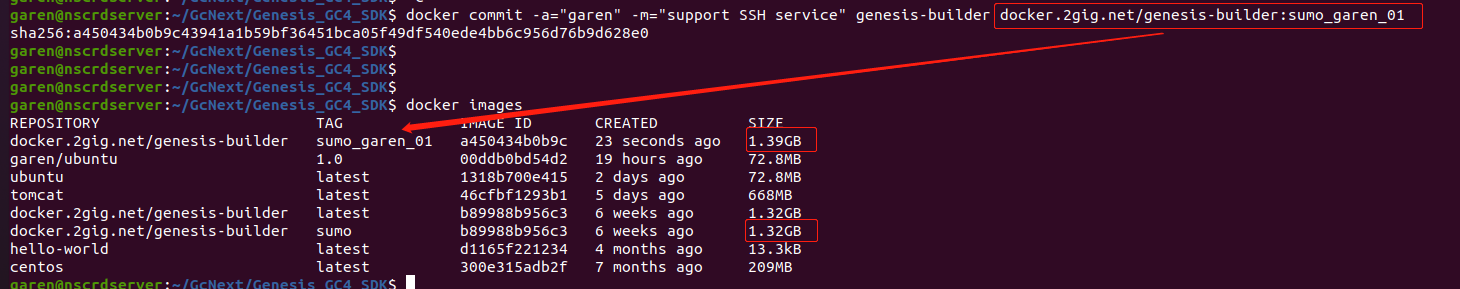 garen@nscrdserver:~/GcNext/Genesis_GC4_SDK$ docker commit -a="garen" -m="support SSH service" genesis-builder docker.2gig.net/genesis-builder:sumo_garen_01
sha256:a450434b0b9c43941a1b59bf36451bca05f49df540ede4bb6c956d76b9d628e0
garen@nscrdserver:~/GcNext/Genesis_GC4_SDK$
garen@nscrdserver:~/GcNext/Genesis_GC4_SDK$
garen@nscrdserver:~/GcNext/Genesis_GC4_SDK$
garen@nscrdserver:~/GcNext/Genesis_GC4_SDK$ docker images
REPOSITORY TAG IMAGE ID CREATED SIZE
docker.2gig.net/genesis-builder sumo_garen_01 a450434b0b9c 23 seconds ago 1.39GB
garen/ubuntu 1.0 00ddb0bd54d2 19 hours ago 72.8MB
ubuntu latest 1318b700e415 2 days ago 72.8MB
tomcat latest 46cfbf1293b1 5 days ago 668MB
docker.2gig.net/genesis-builder latest b89988b956c3 6 weeks ago 1.32GB
docker.2gig.net/genesis-builder sumo b89988b956c3 6 weeks ago 1.32GB
hello-world latest d1165f221234 4 months ago 13.3kB
centos latest 300e315adb2f 7 months ago 209MB
garen@nscrdserver:~/GcNext/Genesis_GC4_SDK$